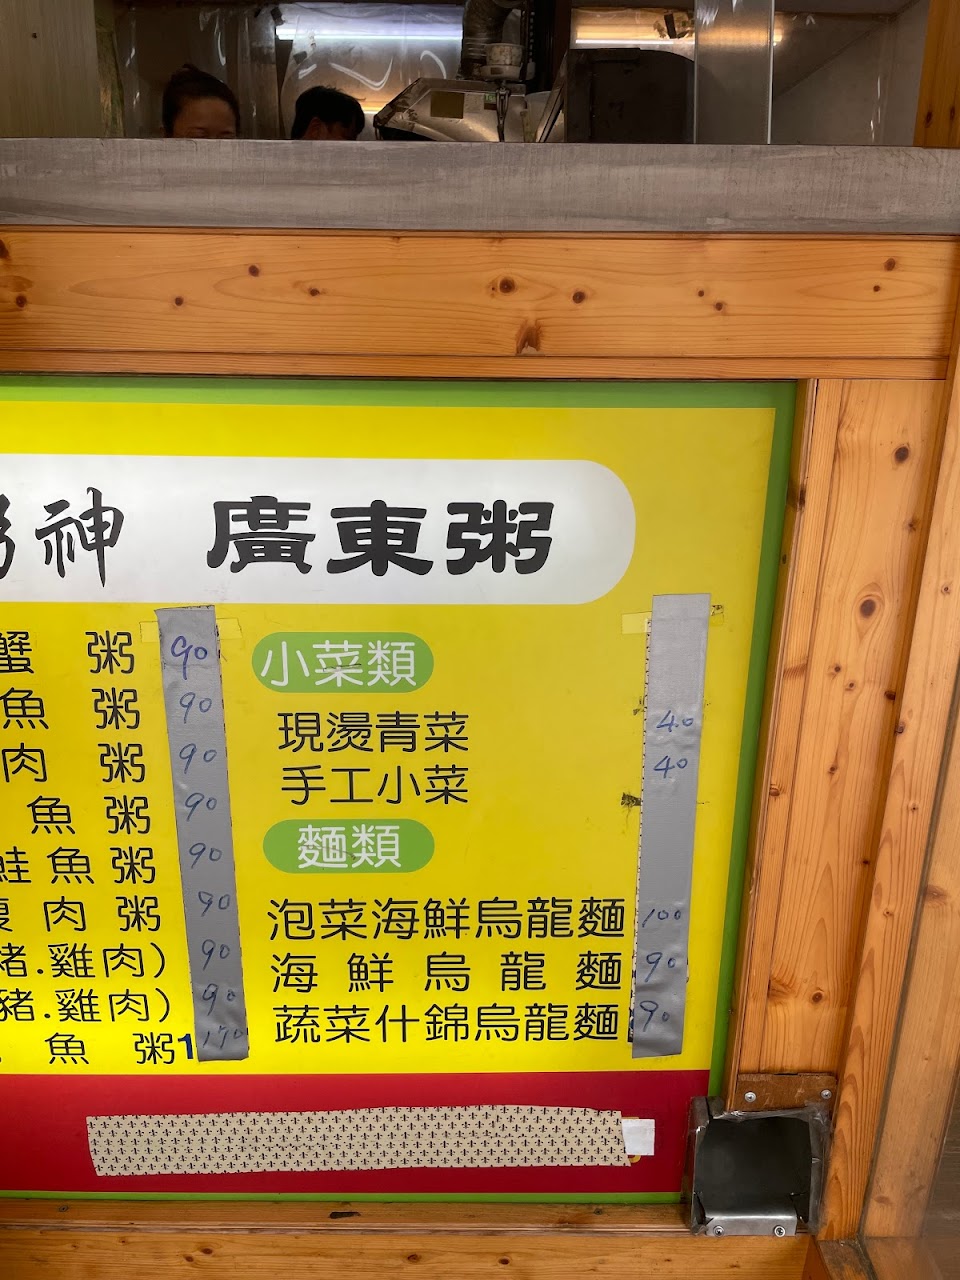 神 廣東粥
蟹 粥 90
魚 粥 90
肉 粥 90
魚 粥 90
鮭魚粥 90
肉 粥 90
豬.雞肉) 90
豬.雞肉) 90
魚 粥 170
小菜類
現燙青菜 40
手工小菜 40
麵類
泡菜海鮮烏龍麵 100
海鮮烏龍麵 90
蔬菜什錦烏龍麵 90